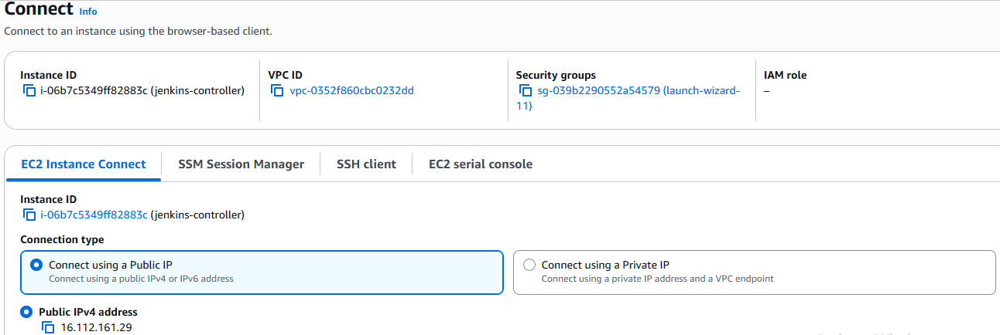 Connect Info
Connect to an instance using the browser-based client.
Instance ID
i-06b7c5349ff82883c (jenkins-controller)
VPC ID
vpc-0352f860cbc0232dd
Security groups
sg-039b2290552a54579 (launch-wizard-
11)
IAM role
–
EC2 Instance Connect
SSM Session Manager
SSH client
EC2 serial console
Instance ID
i-06b7c5349ff82883c (jenkins-controller)
Connection type
Connect using a Public IP
Connect using a public IPv4 or IPv6 address
Connect using a Private IP
Connect using a private IP address and a VPC endpoint
Public IPv4 address
16.112.161.29